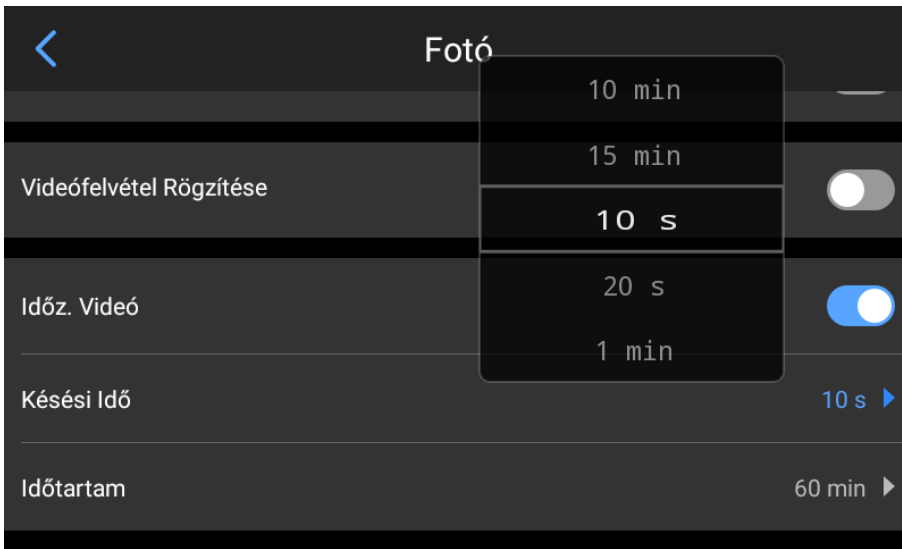 Fotó
10 min
15 min
Videófelvétel Rögzítése
10 s
20 s
Időz. Videó
1 min
Késési Idő
10 s
Időtartam
60 min